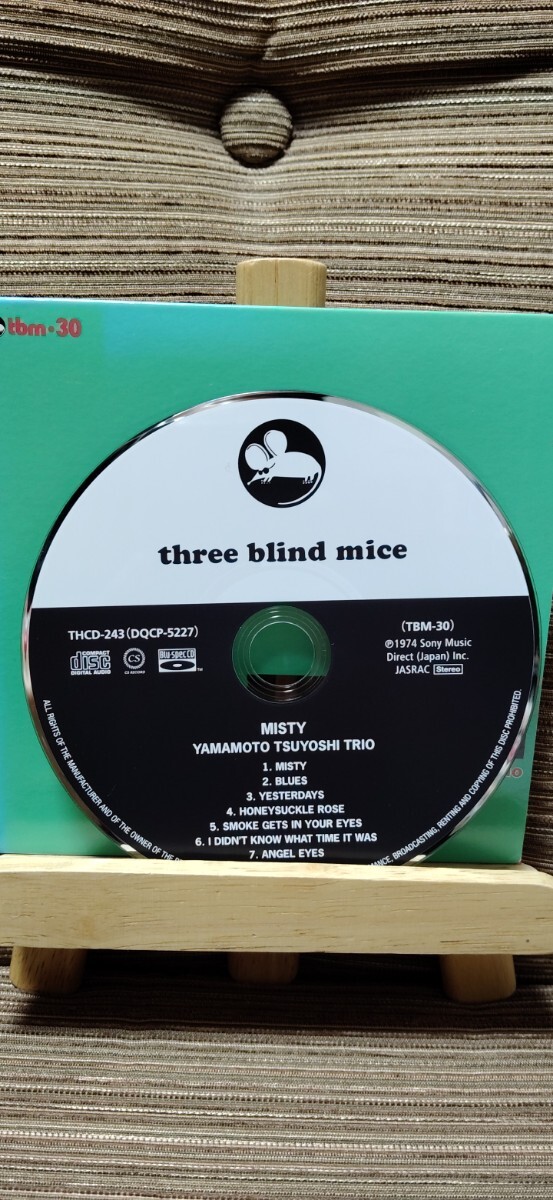 tbm•30
three blind mice
THCD-243(DQCP-5227)
(TBM-30)
COMPACT
disc
DIGITAL AUDIO
CS
Blu-spec CD
TM
℗1974 Sony Music
Direct (Japan) Inc.
JASRAC Stereo
MISTY
YAMAMOTO TSUYOSHI TRIO
1. MISTY
2. BLUES
3. YESTERDAYS
4. HONEYSUCKLE ROSE
5. SMOKE GETS IN YOUR EYES
6. I DIDN'T KNOW WHAT TIME IT WAS
7. ANGEL EYES
ALL RIGHTS OF THE MANUFACTURER AND OF THE OWNER OF THE
BROADCASTING, RENTING AND COPYING OF THIS DISC PROHIBITED.